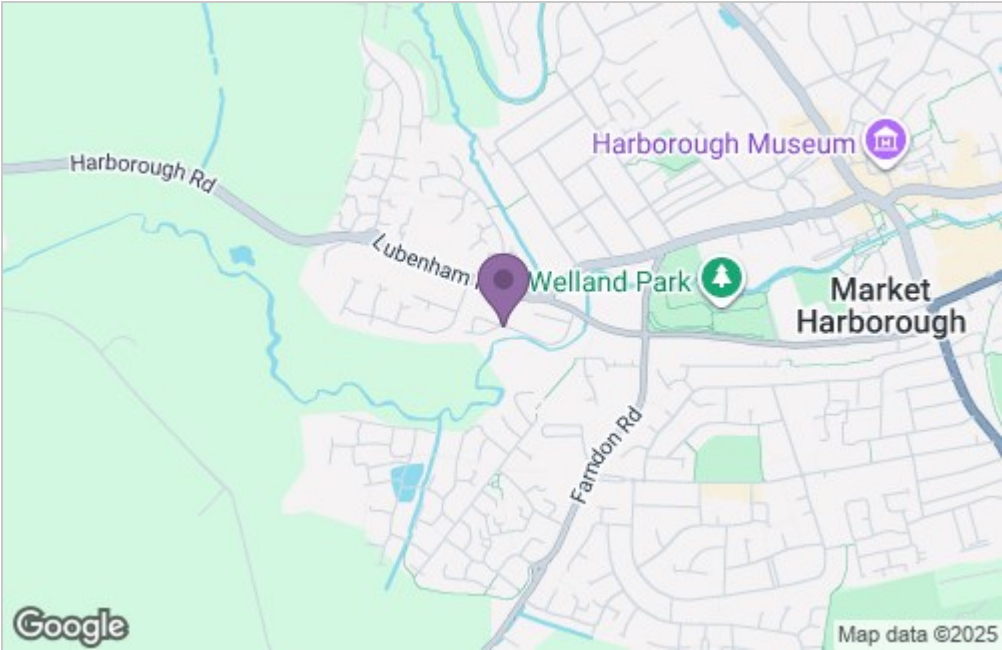 Harborough Museum
Harborough Rd
Lubenham
Welland Park
Market
Harborough
Farndon Rd
Google
Map data ©2025